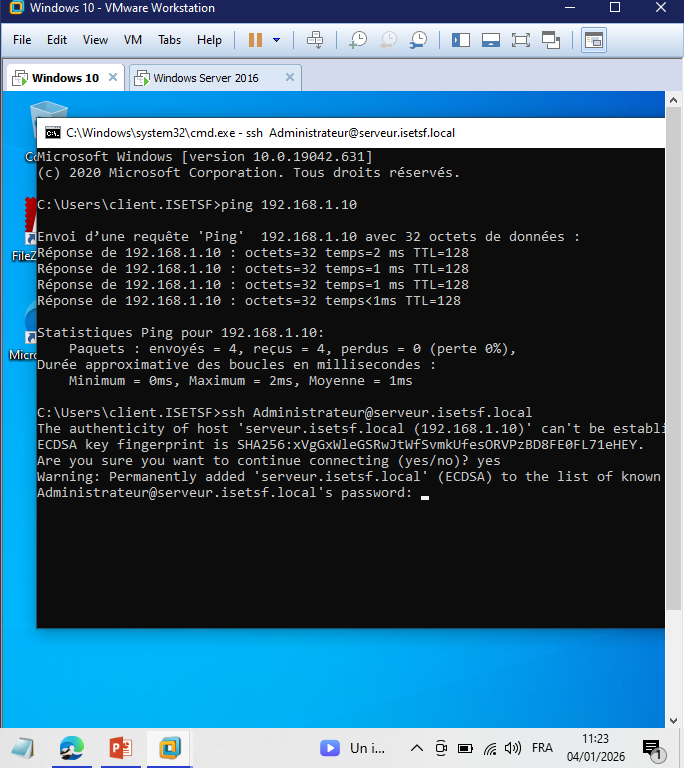 Windows 10 - VMware Workstation
File Edit View VM Tabs Help
Windows 10
Windows Server 2016
C:\Windows\system32\cmd.exe - ssh Administrateur@serveur.isetsf.local
Microsoft Windows [version 10.0.19042.631]
(c) 2020 Microsoft Corporation. Tous droits réservés.
C:\Users\client.ISETSF>ping 192.168.1.10
Envoi d’une requête 'Ping'  192.168.1.10 avec 32 octets de données :
Réponse de 192.168.1.10 : octets=32 temps=2 ms TTL=128
Réponse de 192.168.1.10 : octets=32 temps=1 ms TTL=128
Réponse de 192.168.1.10 : octets=32 temps=1 ms TTL=128
Réponse de 192.168.1.10 : octets=32 temps<1ms TTL=128
Statistiques Ping pour 192.168.1.10:
Paquets : envoyés = 4, reçus = 4, perdus = 0 (perte 0%),
Durée approximative des boucles en millisecondes :
Minimum = 0ms, Maximum = 2ms, Moyenne = 1ms
C:\Users\client.ISETSF>ssh Administrateur@serveur.isetsf.local
The authenticity of host 'serveur.isetsf.local (192.168.1.10)' can't be establi
ECDSA key fingerprint is SHA256:xVgGxWleGSRwJtWfSvmkUfesORVPzBD8FE0FL71eHEY.
Are you sure you want to continue connecting (yes/no)? yes
Warning: Permanently added 'serveur.isetsf.local' (ECDSA) to the list of known
Administrateur@serveur.isetsf.local's password:
FileZ
Micro
Un i...
FRA
11:23
04/01/2026
1